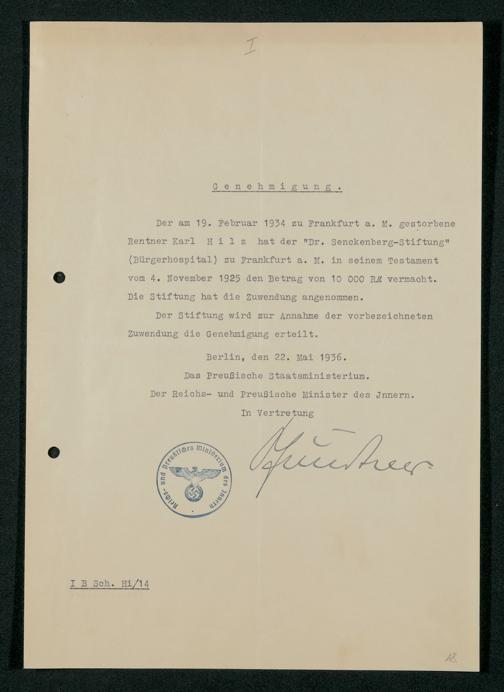 I
Genehmigung.
Der am 19. Februar 1934 zu Frankfurt a. M. gestorbene
Rentner Karl Hilz hat der "Dr. Senckenberg-Stiftung"
(Bürgerhospital) zu Frankfurt a. M. in seinem Testament
vom 4. November 1925 den Betrag von 10 000 RM vermacht.
Die Stiftung hat die Zuwendung angenommen.
Der Stiftung wird zur Annahme der vorbezeichneten
Zuwendung die Genehmigung erteilt.
Berlin, den 22. Mai 1936.
Das Preußische Staatsministerium.
Der Reichs- und Preußische Minister des Jnnern.
In Vertretung
Reichs- und Preußisches Ministerium des Innern
I B Sch. Hi/14